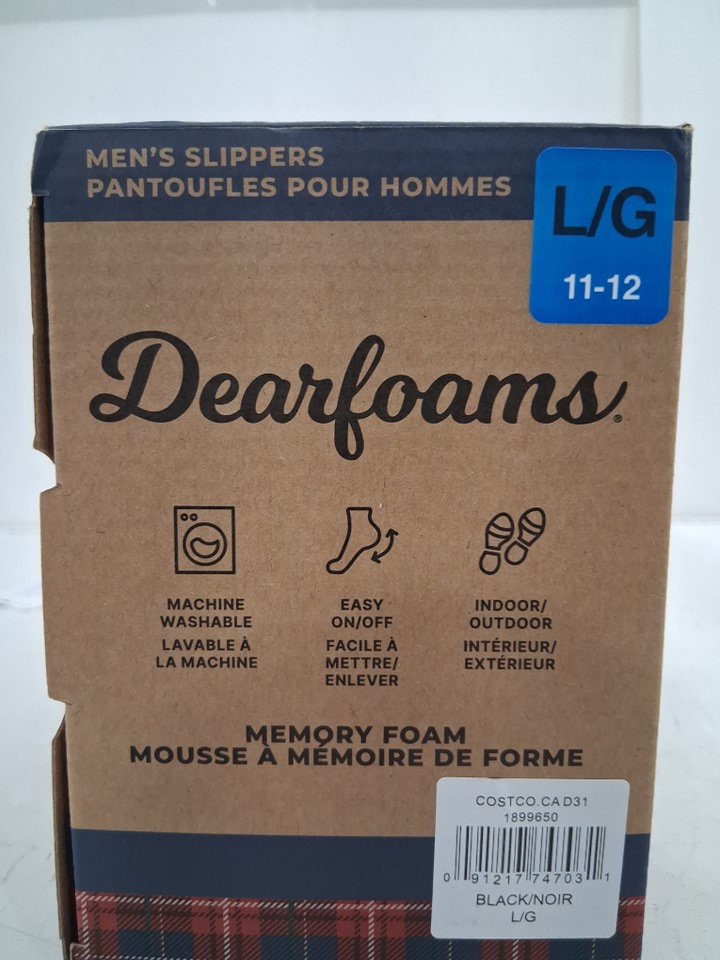 MEN'S SLIPPERS
PANTOUFLES POUR HOMMES
L/G
11-12
Dearfoams®
MACHINE
WASHABLE
LAVABLE À
LA MACHINE
EASY
ON/OFF
FACILE À
METTRE/
ENLEVER
INDOOR/
OUTDOOR
INTÉRIEUR/
EXTÉRIEUR
MEMORY FOAM
MOUSSE À MÉMOIRE DE FORME
COSTCO.CA D31
1899650
0 91217 74703 1
BLACK/NOIR
L/G